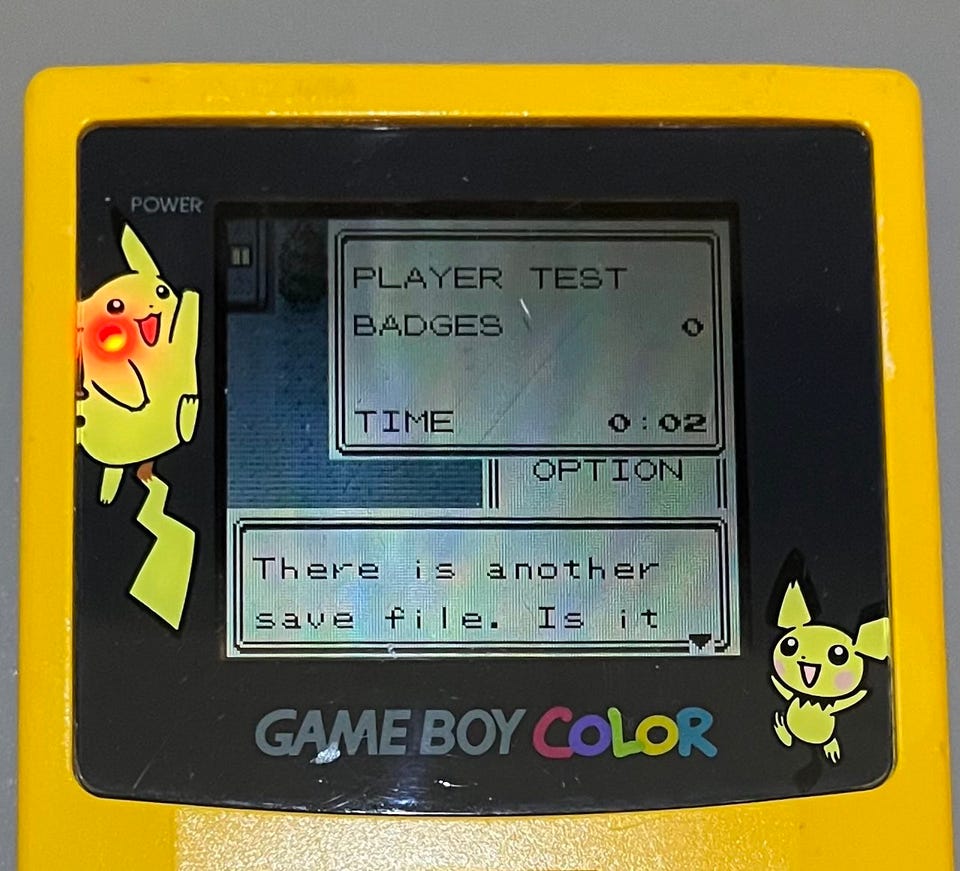 POWER
PLAYER TEST
BADGES 0
TIME 0:02
OPTION
There is another
save file. Is it
GAME BOY COLOR